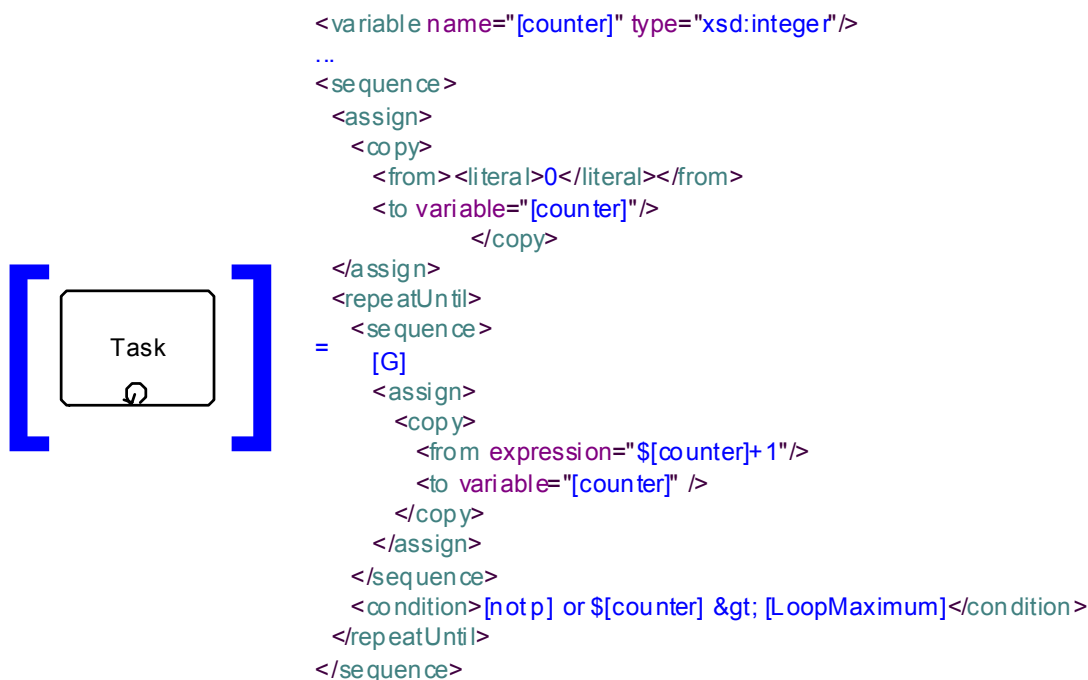 <variable name="[counter]" type="xsd:integer"/>
...
<sequence>
<assign>
<copy>
<from><literal>0</literal></from>
<to variable="[counter]"/>
</copy>
</assign>
<repeatUntil>
<sequence>
Task
=
[G]
<assign>
<copy>
<from expression="$[counter]+1"/>
<to variable="[counter]" />
</copy>
</assign>
</sequence>
<condition>[not p] or $[counter] &gt; [LoopMaximum]</condition>
</repeatUntil>
</sequence>